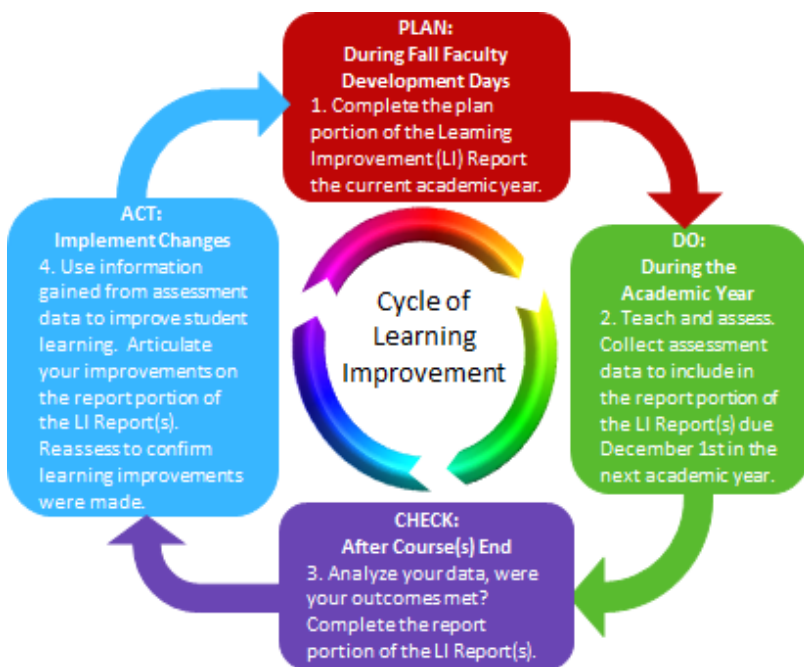 PLAN:
During Fall Faculty
Development Days
1. Complete the plan
portion of the Learning
Improvement (LI) Report
the current academic year.
DO:
During the
Academic Year
2. Teach and assess.
Collect assessment
data to include in
the report portion of
the LI Report(s) due
December 1st in the
next academic year.
CHECK:
After Course(s) End
3. Analyze your data, were
your outcomes met?
Complete the report
portion of the LI Report(s).
ACT:
Implement Changes
4. Use information
gained from assessment
data to improve student
learning. Articulate
your improvements on
the report portion of
the LI Report(s).
Reassess to confirm
learning improvements
were made.
Cycle of
Learning
Improvement